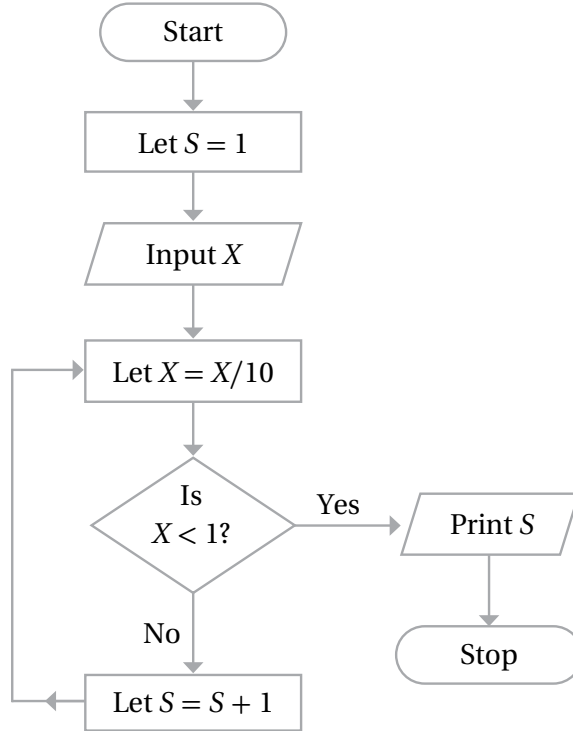 Start
Let S = 1
Input X
Let X = X/10
Is
X < 1?
Yes
Print S
Stop
No
Let S = S + 1